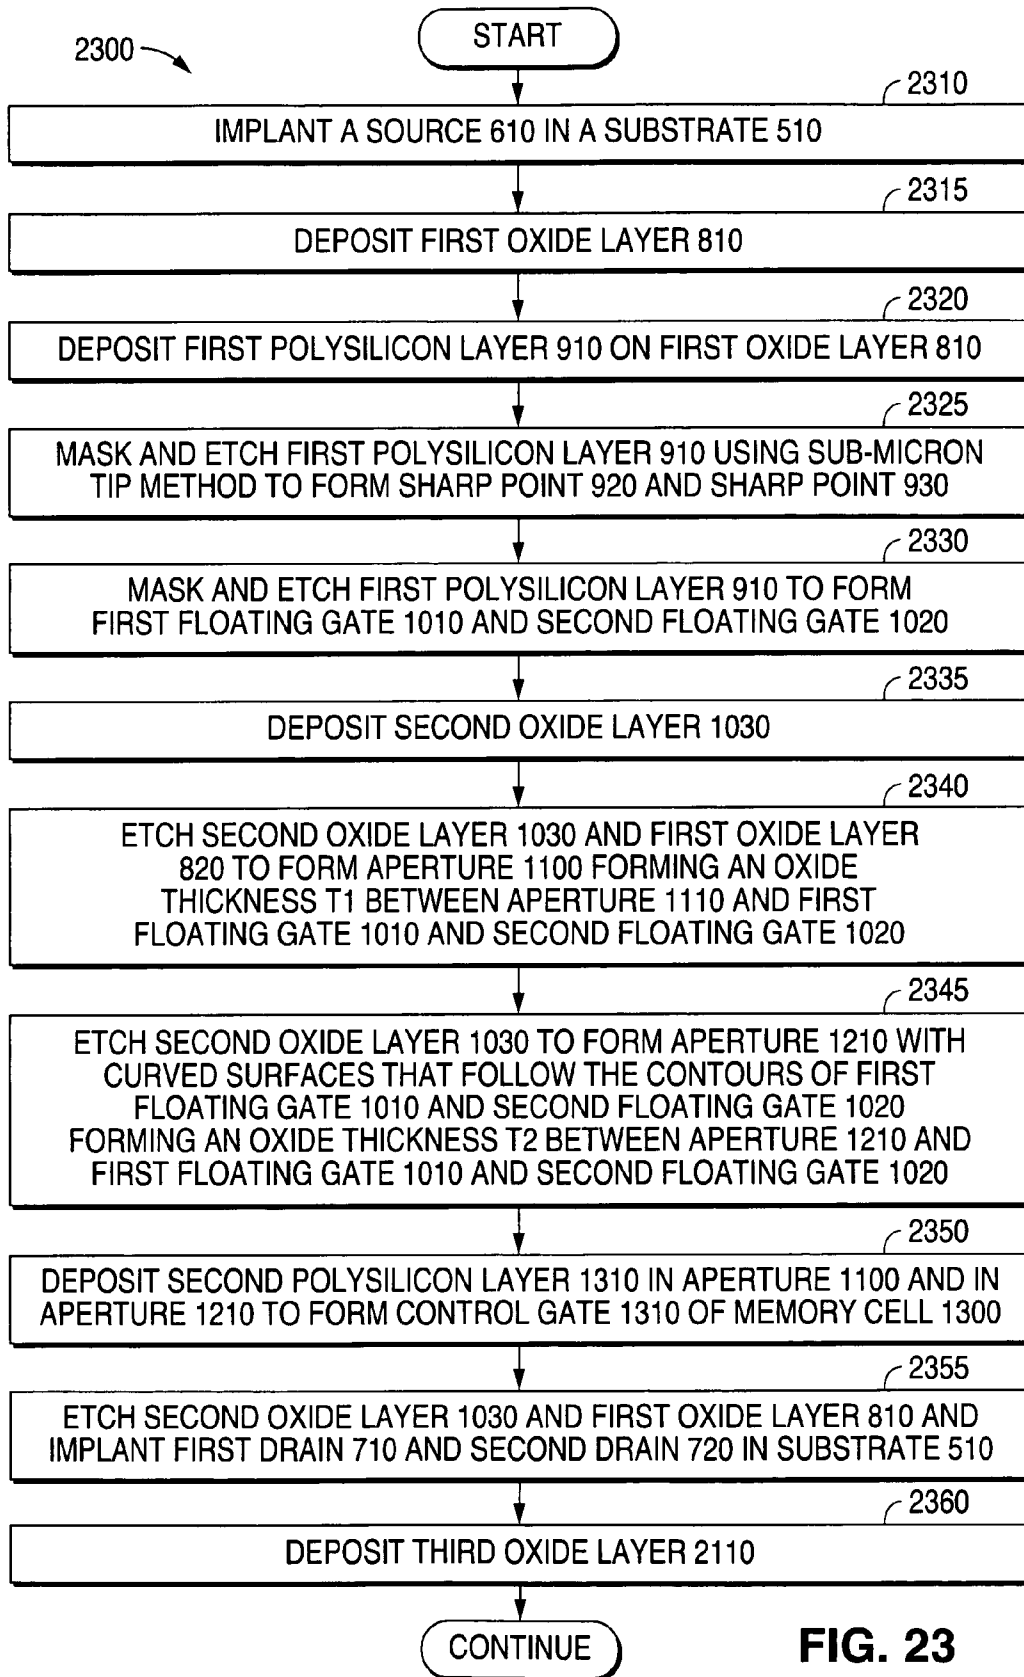 START
2300
2310
IMPLANT A SOURCE 610 IN A SUBSTRATE 510
2315
DEPOSIT FIRST OXIDE LAYER 810
2320
DEPOSIT FIRST POLYSILICON LAYER 910 ON FIRST OXIDE LAYER 810
2325
MASK AND ETCH FIRST POLYSILICON LAYER 910 USING SUB-MICRON
TIP METHOD TO FORM SHARP POINT 920 AND SHARP POINT 930
2330
MASK AND ETCH FIRST POLYSILICON LAYER 910 TO FORM
FIRST FLOATING GATE 1010 AND SECOND FLOATING GATE 1020
2335
DEPOSIT SECOND OXIDE LAYER 1030
2340
ETCH SECOND OXIDE LAYER 1030 AND FIRST OXIDE LAYER
820 TO FORM APERTURE 1100 FORMING AN OXIDE
THICKNESS T1 BETWEEN APERTURE 1110 AND FIRST
FLOATING GATE 1010 AND SECOND FLOATING GATE 1020
2345
ETCH SECOND OXIDE LAYER 1030 TO FORM APERTURE 1210 WITH
CURVED SURFACES THAT FOLLOW THE CONTOURS OF FIRST
FLOATING GATE 1010 AND SECOND FLOATING GATE 1020
FORMING AN OXIDE THICKNESS T2 BETWEEN APERTURE 1210 AND
FIRST FLOATING GATE 1010 AND SECOND FLOATING GATE 1020
2350
DEPOSIT SECOND POLYSILICON LAYER 1310 IN APERTURE 1100 AND IN
APERTURE 1210 TO FORM CONTROL GATE 1310 OF MEMORY CELL 1300
2355
ETCH SECOND OXIDE LAYER 1030 AND FIRST OXIDE LAYER 810 AND
IMPLANT FIRST DRAIN 710 AND SECOND DRAIN 720 IN SUBSTRATE 510
2360
DEPOSIT THIRD OXIDE LAYER 2110
CONTINUE
FIG. 23